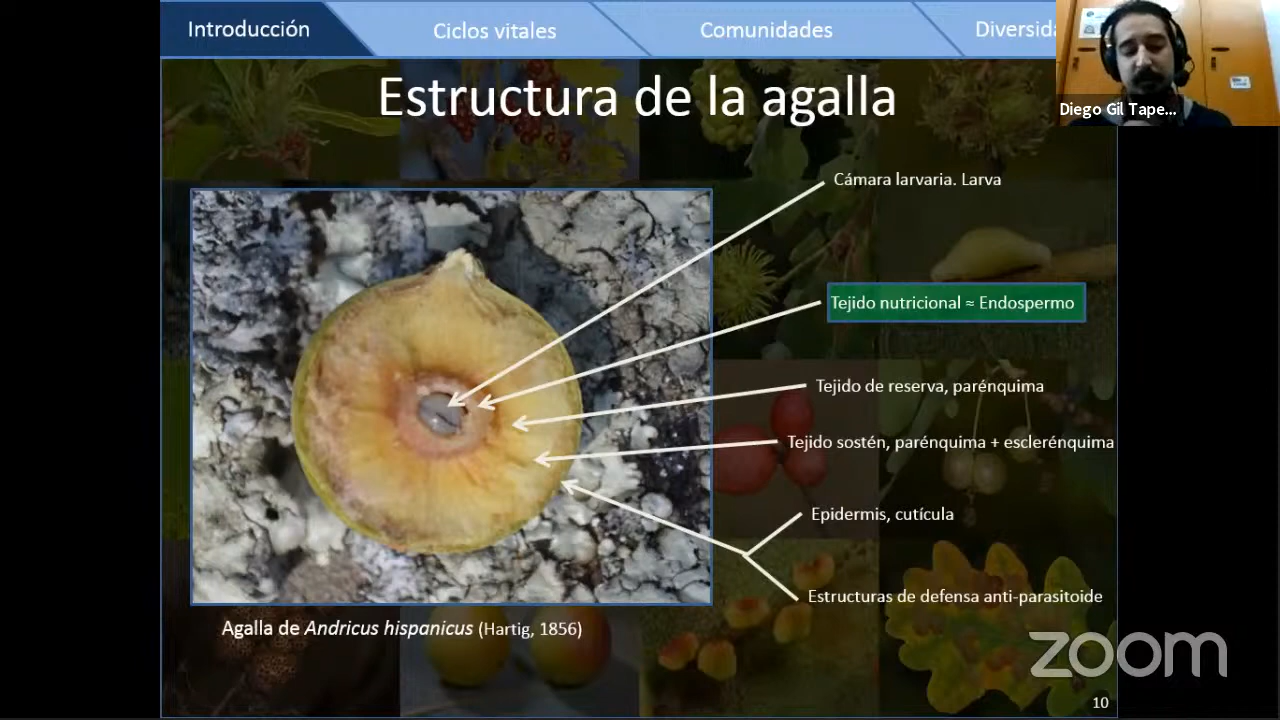 Introducción
Ciclos vitales
Comunidades
Diversida
Diego Gil Tape...
Estructura de la agalla
Cámara larvaria. Larva
Tejido nutricional ≈ Endospermo
Tejido de reserva, parénquima
Tejido sostén, parénquima + esclerénquima
Epidermis, cutícula
Estructuras de defensa anti-parasitoide
Agalla de Andricus hispanicus (Hartig, 1856)
zoom
10